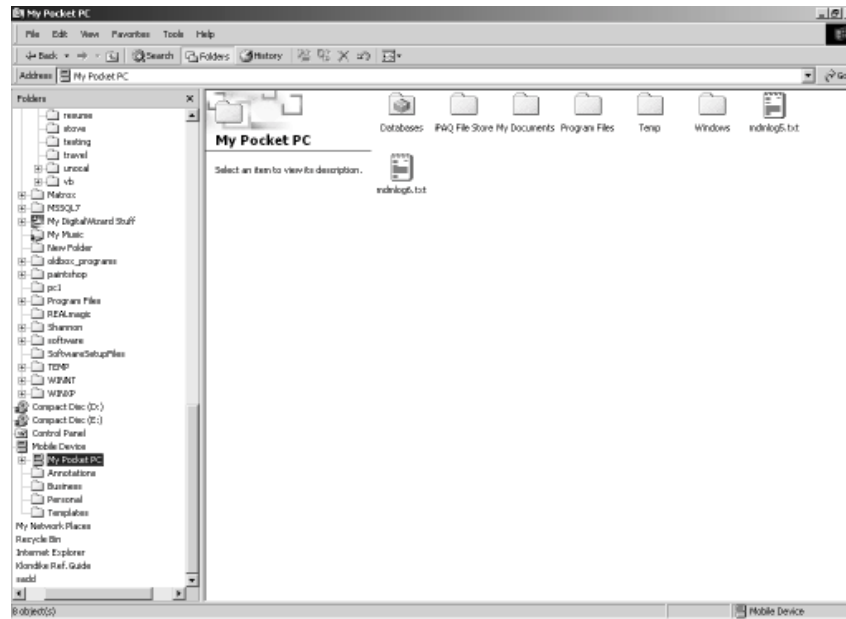 My Pocket PC
File Edit View Favorites Tools Help
Back Search Folders History
Address My Pocket PC Go
Folders
resume
stove
testing
travel
unocal
vb
Matrox
MSSQL7
My DigitalWizard Stuff
My Music
New Folder
oldbox_programs
paintshop
pc1
Program Files
REALmagic
Shannon
software
SoftwareSetupFiles
TEMP
WINNT
WINXP
Compact Disc (D:)
Compact Disc (E:)
Control Panel
Mobile Device
My Pocket PC
Annotations
Business
Personal
Templates
My Network Places
Recycle Bin
Internet Explorer
Klondike Ref. Guide
sadd
My Pocket PC
Select an item to view its description.
Databases iPAQ File Store My Documents Program Files Temp Windows mdmlog5.txt
mdmlog6.txt
8 object(s) Mobile Device